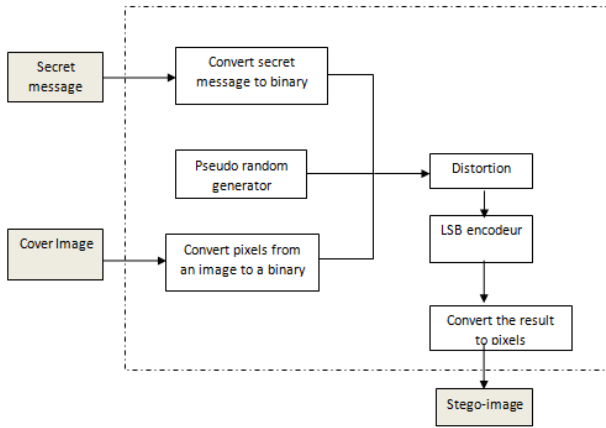 Secret
message
Convert secret
message to binary
Pseudo random
generator
Distortion
Cover Image
Convert pixels from
an image to a binary
LSB encodeur
Convert the result
to pixels
Stego-image